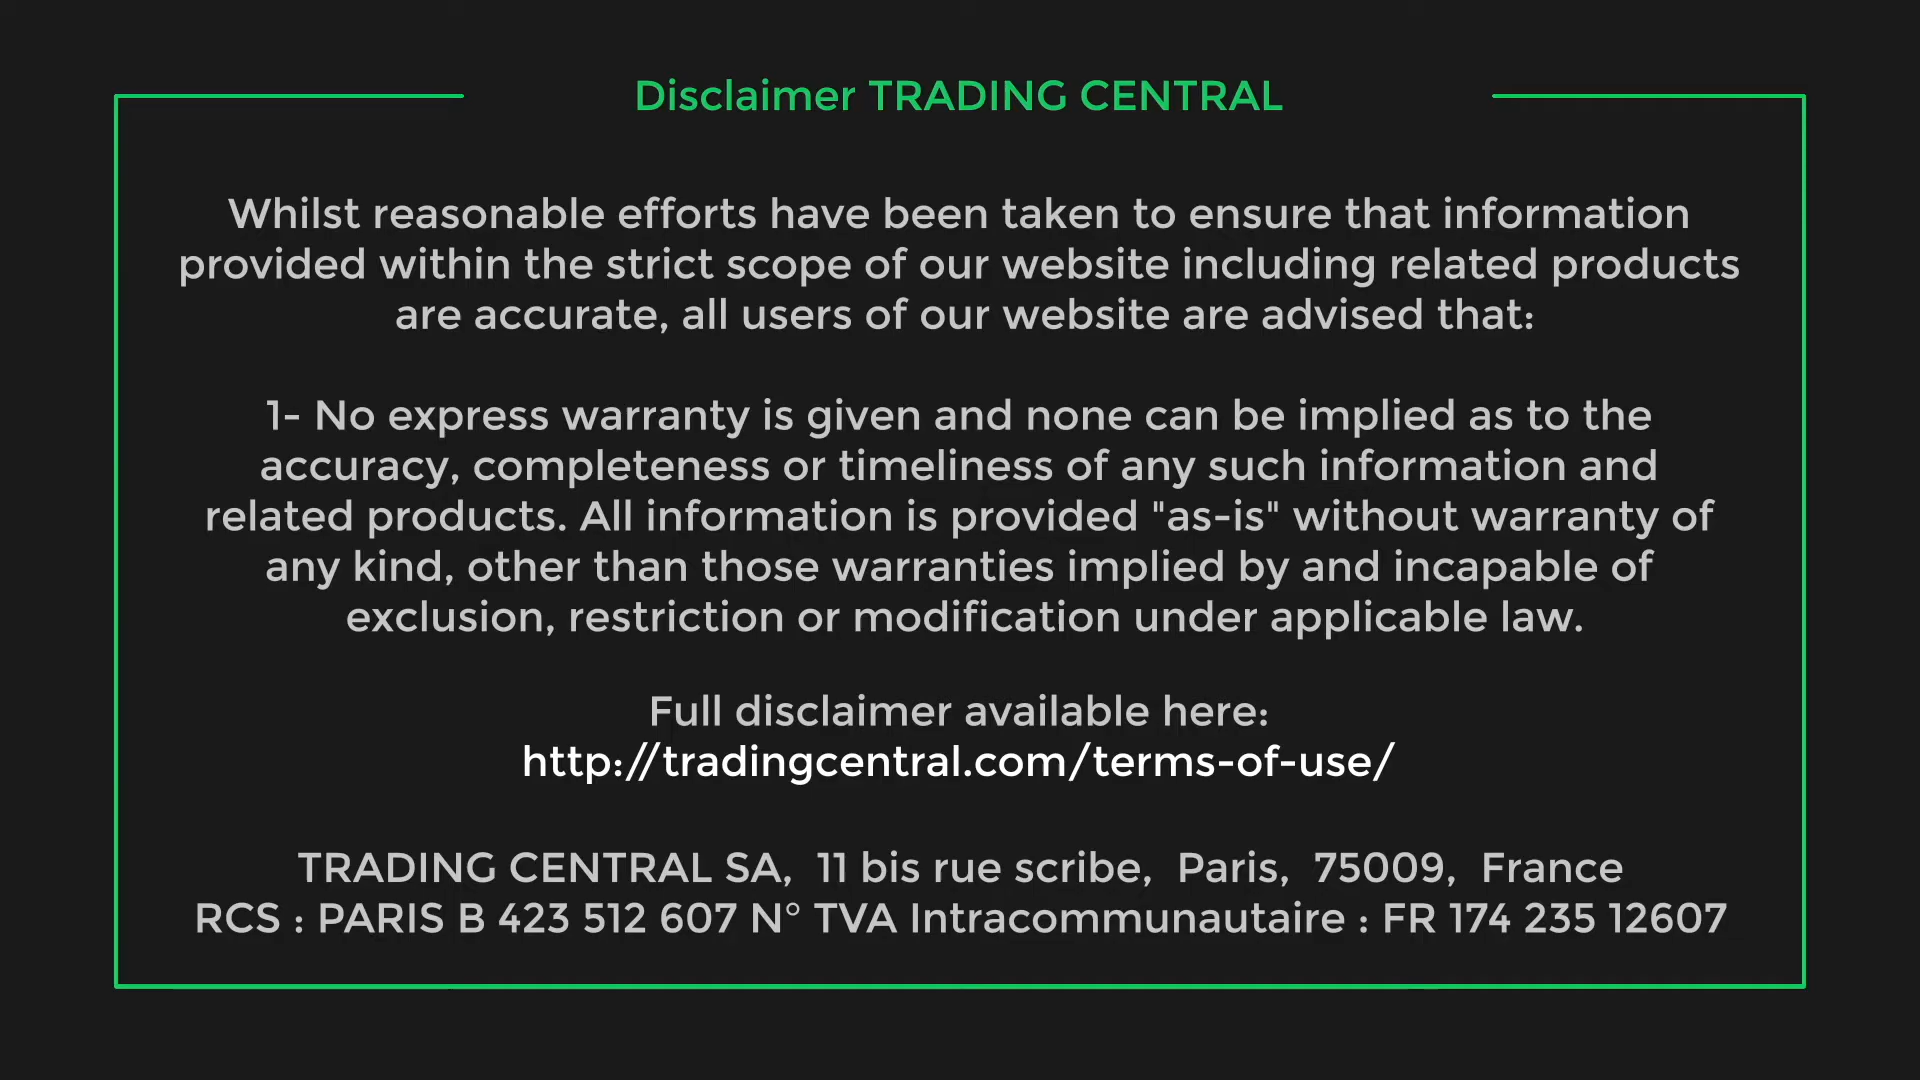 Disclaimer TRADING CENTRAL
Whilst reasonable efforts have been taken to ensure that information
provided within the strict scope of our website including related products
are accurate, all users of our website are advised that:
1- No express warranty is given and none can be implied as to the
accuracy, completeness or timeliness of any such information and
related products. All information is provided "as-is" without warranty of
any kind, other than those warranties implied by and incapable of
exclusion, restriction or modification under applicable law.
Full disclaimer available here:
http://tradingcentral.com/terms-of-use/
TRADING CENTRAL SA, 11 bis rue scribe, Paris, 75009, France
RCS : PARIS B 423 512 607 N° TVA Intracommunautaire : FR 174 235 12607